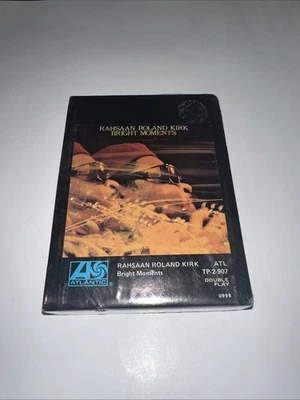 RAHSAAN ROLAND KIRK
BRIGHT MOMENTS
ATLANTIC
RAHSAAN ROLAND KIRK
Bright Moments
ATL
TP-2-907
DOUBLE
PLAY
0998